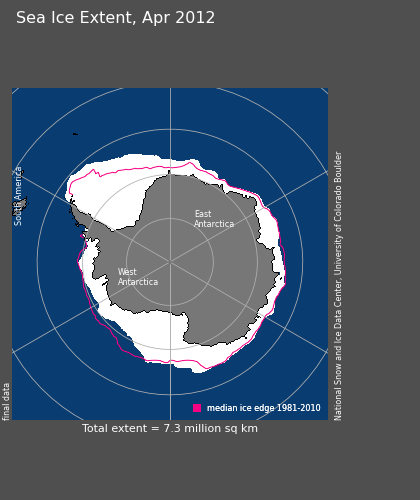 Sea Ice Extent, Apr 2012
South America
East
Antarctica
West
Antarctica
National Snow and Ice Data Center, University of Colorado Boulder
final data
median ice edge 1981-2010
Total extent = 7.3 million sq km